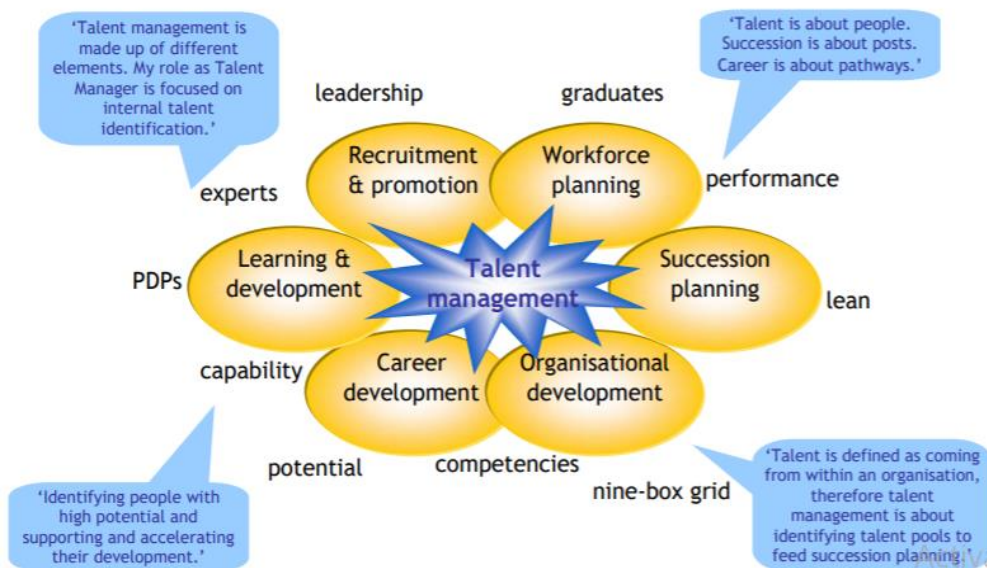 ‘Talent management is
made up of different
elements. My role as Talent
Manager is focused on
internal talent
identification.’
‘Talent is about people.
Succession is about posts.
Career is about pathways.’
leadership
graduates
Recruitment
& promotion
Workforce
planning
experts
performance
Learning &
development
Talent
management
Succession
planning
PDPs
lean
capability
Career
development
Organisational
development
potential
competencies
nine-box grid
‘Identifying people with
high potential and
supporting and accelerating
their development.’
‘Talent is defined as coming
from within an organisation,
therefore talent
management is about
identifying talent pools to
feed succession planning.’